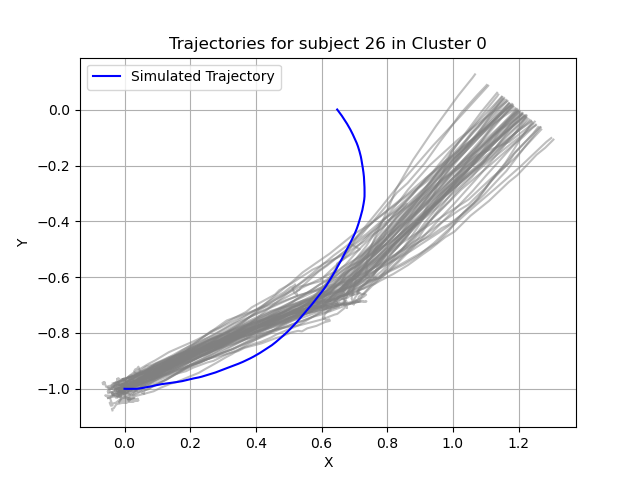 Trajectories for subject 26 in Cluster 0
Simulated Trajectory
0.0
−0.2
−0.4
−0.6
−0.8
−1.0
Y
0.0 0.2 0.4 0.6 0.8 1.0 1.2
X